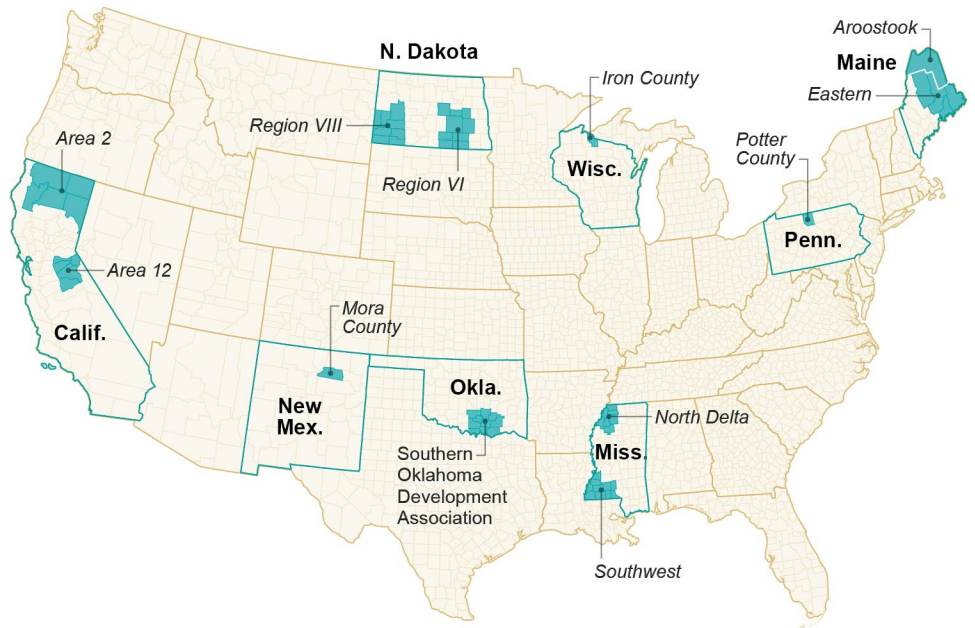 Aroostook
N. Dakota
Maine
Iron County
Eastern
Region VIII
Area 2
Potter
County
Wisc.
Region VI
Penn.
Area 12
Mora
County
Calif.
Okla.
New
Mex.
North Delta
Miss.
Southern
Oklahoma
Development
Association
Southwest